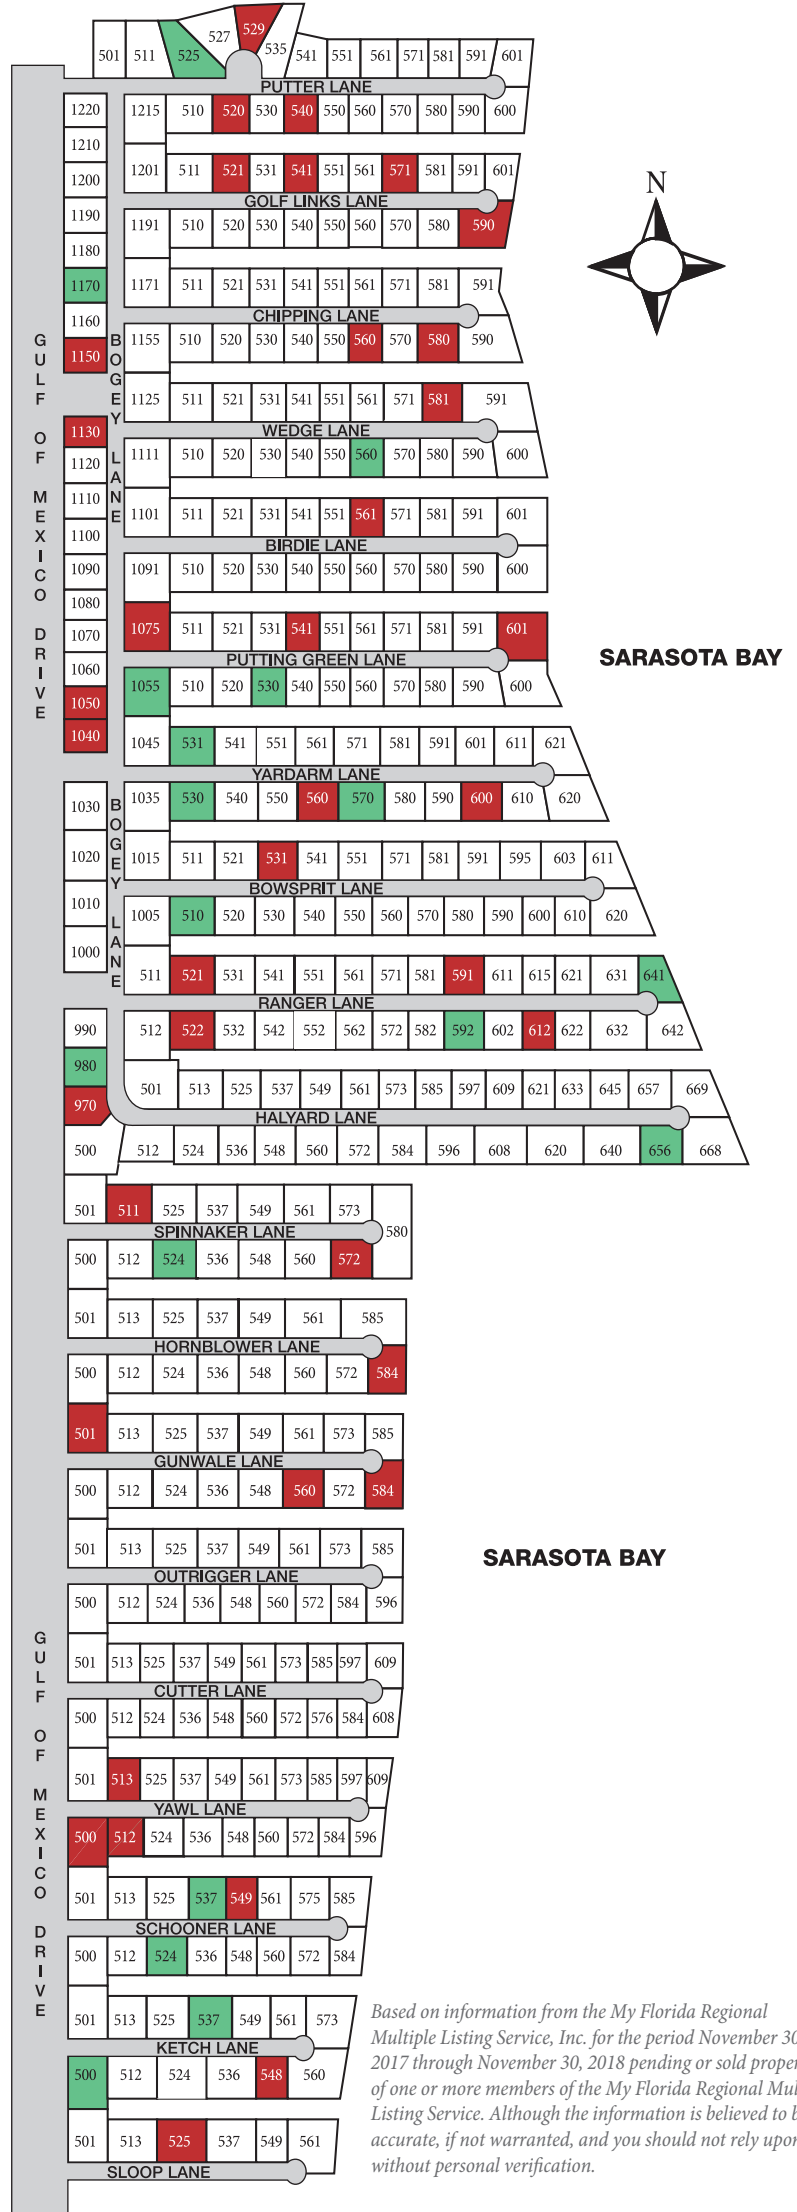 501 511 525 527 529 535 541 551 561 571 581 591 601
PUTTER LANE
1220 1215 510 520 530 540 550 560 570 580 590 600
1210
1200 1201 511 521 531 541 551 561 571 581 591 601
GOLF LINKS LANE
1190 1191 510 520 530 540 550 560 570 580 590
1180
1170 1171 511 521 531 541 551 561 571 581 591
CHIPPING LANE
1160
1150 1155 510 520 530 540 550 560 570 580 590
1125 511 521 531 541 551 561 571 581 591
WEDGE LANE
1130
1120 1111 510 520 530 540 550 560 570 580 590 600
1110
1101 511 521 531 541 551 561 571 581 591 601
BIRDIE LANE
1100
1090 1091 510 520 530 540 550 560 570 580 590 600
1080
1070 1075 511 521 531 541 551 561 571 581 591 601
PUTTING GREEN LANE
1060
1050 1055 510 520 530 540 550 560 570 580 590 600
1040 1045 531 541 551 561 571 581 591 601 611 621
YARDARM LANE
1030 1035 530 540 550 560 570 580 590 600 610 620
1020 1015 511 521 531 541 551 571 581 591 595 603 611
BOWSPRIT LANE
1010 1005 510 520 530 540 550 560 570 580 590 600 610 620
1000
511 521 531 541 551 561 571 581 591 611 615 621 631 641
RANGER LANE
990 512 522 532 542 552 562 572 582 592 602 612 622 632 642
980
970 501 513 525 537 549 561 573 585 597 609 621 633 645 657 669
HALYARD LANE
500 512 524 536 548 560 572 584 596 608 620 640 656 668
501 511 525 537 549 561 573 580
SPINNAKER LANE
500 512 524 536 548 560 572
501 513 525 537 549 561 585
HORNBLOWER LANE
500 512 524 536 548 560 572 584
501 513 525 537 549 561 573 585
GUNWALE LANE
500 512 524 536 548 560 572 584
501 513 525 537 549 561 573 585
OUTRIGGER LANE
500 512 524 536 548 560 572 584 596
501 513 525 537 549 561 573 585 597 609
CUTTER LANE
500 512 524 536 548 560 572 576 584 608
501 513 525 537 549 561 573 585 597 609
YAWL LANE
500 512 524 536 548 560 572 584 596
501 513 525 537 549 561 575 585
SCHOONER LANE
500 512 524 536 548 560 572 584
501 513 525 537 549 561 573
KETCH LANE
500 512 524 536 548 560
501 513 525 537 549 561
SLOOP LANE
GULF OF MEXICO DRIVE
BOGEY LANE
BOGEY LANE
GULF OF MEXICO DRIVE
N
SARASOTA BAY
SARASOTA BAY
Based on information from the My Florida Regional
Multiple Listing Service, Inc. for the period November 30
2017 through November 30, 2018 pending or sold proper
of one or more members of the My Florida Regional Mul
Listing Service. Although the information is believed to b
accurate, if not warranted, and you should not rely upon
without personal verification.